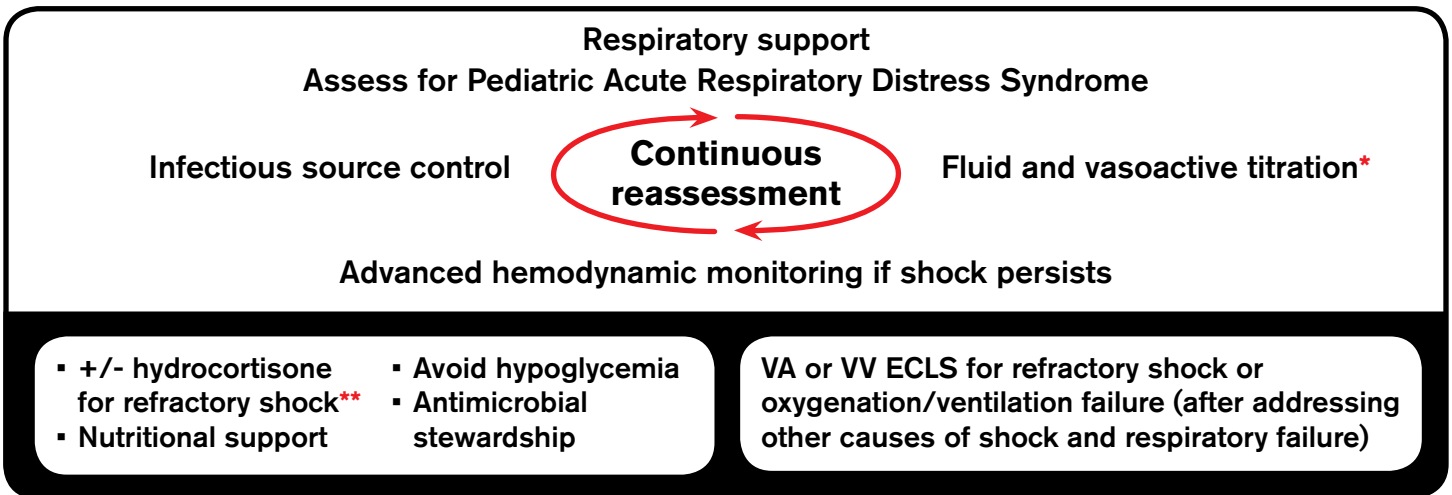 Respiratory support
Assess for Pediatric Acute Respiratory Distress Syndrome
Infectious source control
Continuous
reassessment
Fluid and vasoactive titration*
Advanced hemodynamic monitoring if shock persists
▪ +/- hydrocortisone
for refractory shock**
▪ Nutritional support
▪ Avoid hypoglycemia
▪ Antimicrobial
stewardship
VA or VV ECLS for refractory shock or
oxygenation/ventilation failure (after addressing
other causes of shock and respiratory failure)